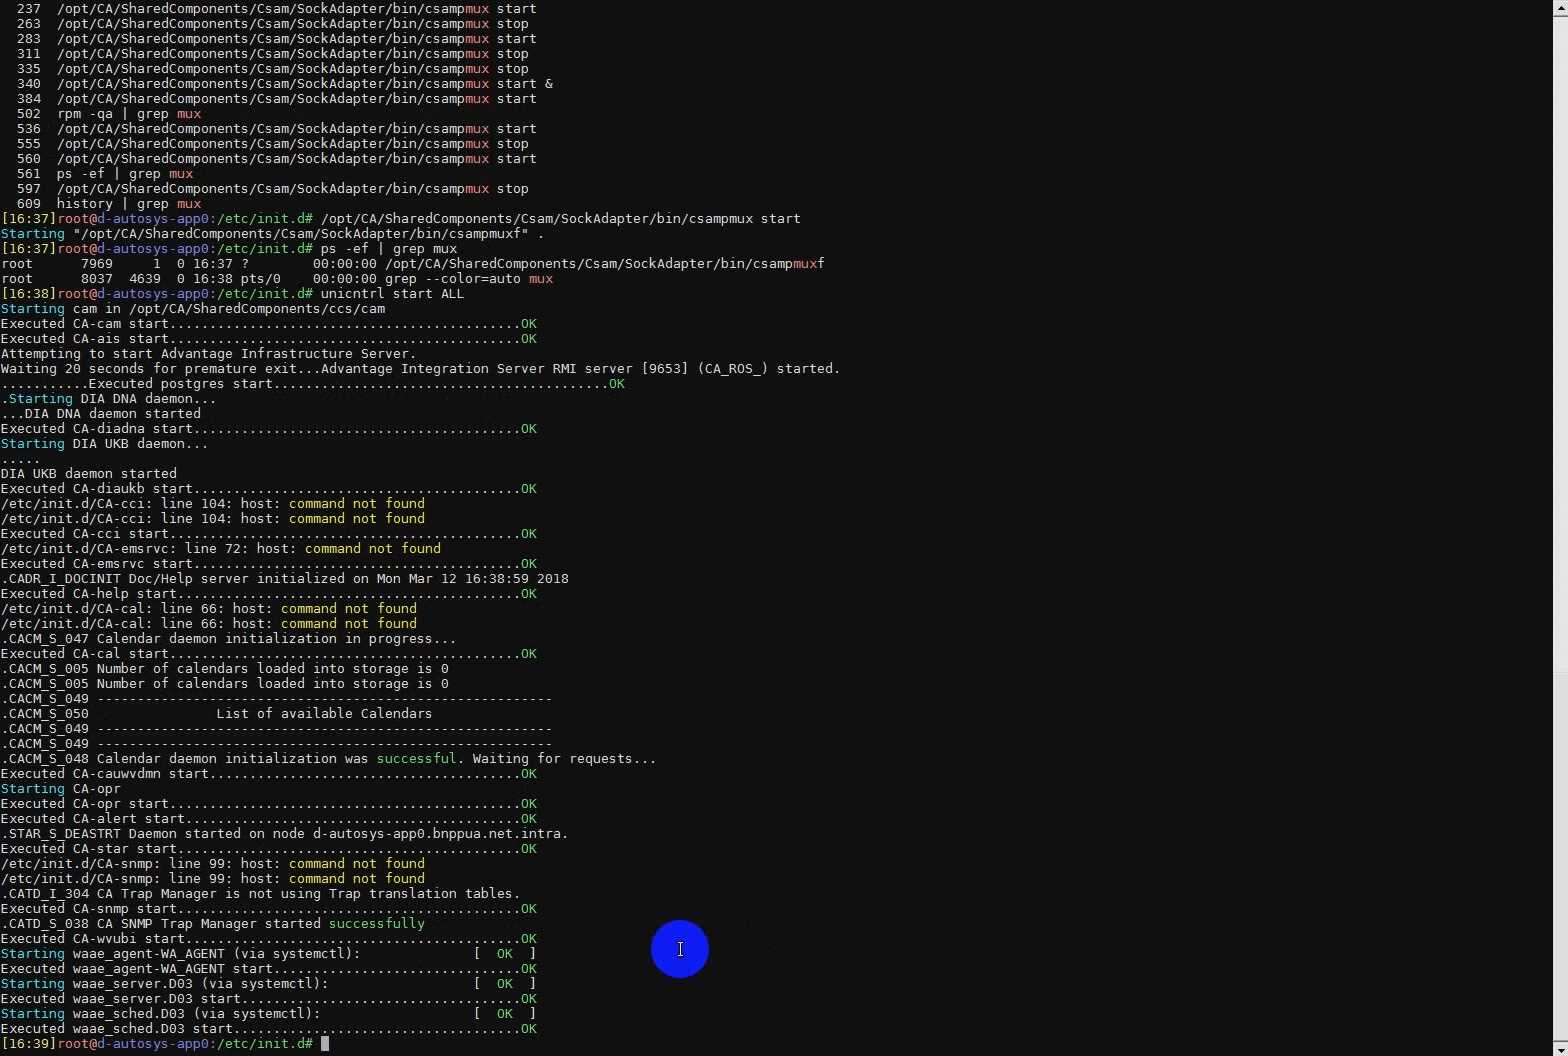 237  /opt/CA/SharedComponents/Csam/SockAdapter/bin/csampmux start
263  /opt/CA/SharedComponents/Csam/SockAdapter/bin/csampmux stop
283  /opt/CA/SharedComponents/Csam/SockAdapter/bin/csampmux start
311  /opt/CA/SharedComponents/Csam/SockAdapter/bin/csampmux stop
335  /opt/CA/SharedComponents/Csam/SockAdapter/bin/csampmux stop
340  /opt/CA/SharedComponents/Csam/SockAdapter/bin/csampmux start &
384  /opt/CA/SharedComponents/Csam/SockAdapter/bin/csampmux start
502  rpm -qa | grep mux
536  /opt/CA/SharedComponents/Csam/SockAdapter/bin/csampmux start
555  /opt/CA/SharedComponents/Csam/SockAdapter/bin/csampmux stop
560  /opt/CA/SharedComponents/Csam/SockAdapter/bin/csampmux start
561  ps -ef | grep mux
597  /opt/CA/SharedComponents/Csam/SockAdapter/bin/csampmux stop
609  history | grep mux
[16:37]root@d-autosys-app0:/etc/init.d# /opt/CA/SharedComponents/Csam/SockAdapter/bin/csampmux start
Starting "/opt/CA/SharedComponents/Csam/SockAdapter/bin/csampmuxf" .
[16:37]root@d-autosys-app0:/etc/init.d# ps -ef | grep mux
root      7969     1  0 16:37 ?        00:00:00 /opt/CA/SharedComponents/Csam/SockAdapter/bin/csampmuxf
root      8037  4639  0 16:38 pts/0    00:00:00 grep --color=auto mux
[16:38]root@d-autosys-app0:/etc/init.d# unicntrl start ALL
Starting cam in /opt/CA/SharedComponents/ccs/cam
Executed CA-cam start............................................OK
Executed CA-ais start............................................OK
Attempting to start Advantage Infrastructure Server.
Waiting 20 seconds for premature exit...Advantage Integration Server RMI server [9653] (CA_ROS_) started.
...........Executed postgres start..........................................OK
.Starting DIA DNA daemon...
...DIA DNA daemon started
Executed CA-diadna start.........................................OK
Starting DIA UKB daemon...
.....
DIA UKB daemon started
Executed CA-diaukb start.........................................OK
/etc/init.d/CA-cci: line 104: host: command not found
/etc/init.d/CA-cci: line 104: host: command not found
Executed CA-cci start............................................OK
/etc/init.d/CA-emsrvc: line 72: host: command not found
Executed CA-emsrvc start.........................................OK
.CADR_I_DOCINIT Doc/Help server initialized on Mon Mar 12 16:38:59 2018
Executed CA-help start...........................................OK
/etc/init.d/CA-cal: line 66: host: command not found
/etc/init.d/CA-cal: line 66: host: command not found
.CACM_S_047 Calendar daemon initialization in progress...
Executed CA-cal start............................................OK
.CACM_S_005 Number of calendars loaded into storage is 0
.CACM_S_005 Number of calendars loaded into storage is 0
.CACM_S_049 ---------------------------------------------------------
.CACM_S_050                List of available Calendars
.CACM_S_049 ---------------------------------------------------------
.CACM_S_049 ---------------------------------------------------------
.CACM_S_048 Calendar daemon initialization was successful. Waiting for requests...
Executed CA-cauwvdmn start.......................................OK
Starting CA-opr
Executed CA-opr start............................................OK
Executed CA-alert start..........................................OK
.STAR_S_DEASTRT Daemon started on node d-autosys-app0.bnppua.net.intra.
Executed CA-star start...........................................OK
/etc/init.d/CA-snmp: line 99: host: command not found
/etc/init.d/CA-snmp: line 99: host: command not found
.CATD_I_304 CA Trap Manager is not using Trap translation tables.
Executed CA-snmp start...........................................OK
.CATD_S_038 CA SNMP Trap Manager started successfully
Executed CA-wvubi start..........................................OK
Starting waae_agent-WA_AGENT (via systemctl):              [  OK  ]
Executed waae_agent-WA_AGENT start...............................OK
Starting waae_server.D03 (via systemctl):                  [  OK  ]
Executed waae_server.D03 start...................................OK
Starting waae_sched.D03 (via systemctl):                   [  OK  ]
Executed waae_sched.D03 start....................................OK
[16:39]root@d-autosys-app0:/etc/init.d#